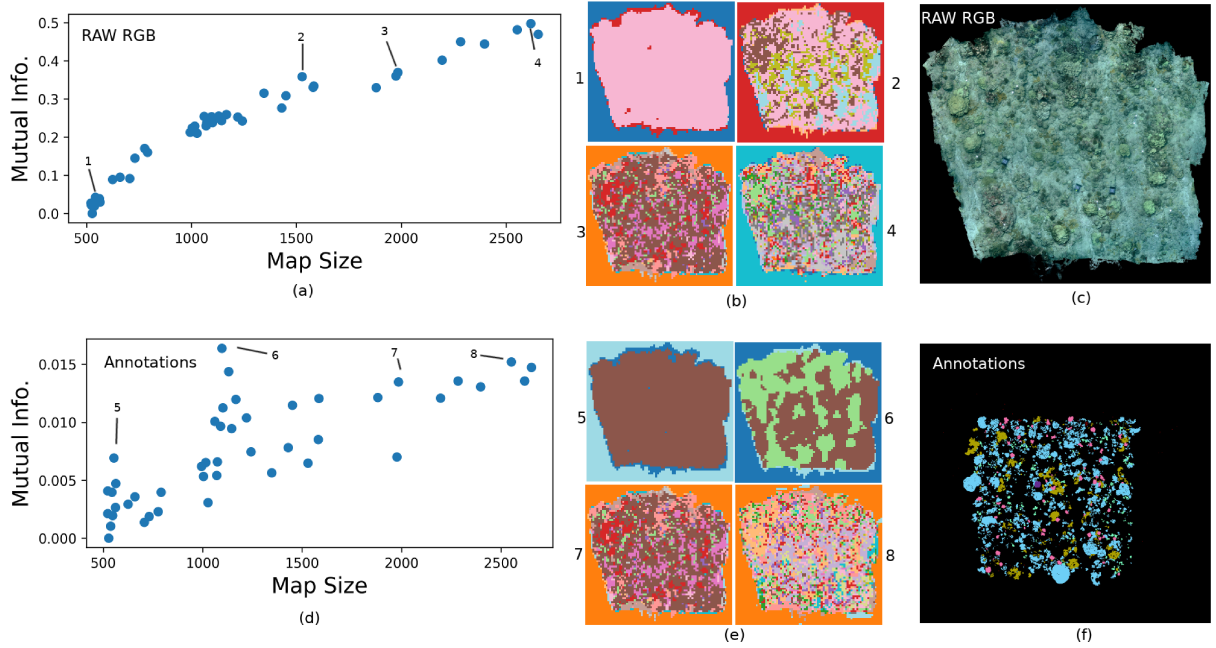 RAW RGB
Mutual Info.
0.5
0.4
0.3
0.2
0.1
0.0
1
2
3
4
500 1000 1500 2000 2500
Map Size
(a)
1
2
3
4
(b)
RAW RGB
(c)
Annotations
Mutual Info.
0.015
0.010
0.005
0.000
5
6
7
8
500 1000 1500 2000 2500
Map Size
(d)
5
6
7
8
(e)
Annotations
(f)